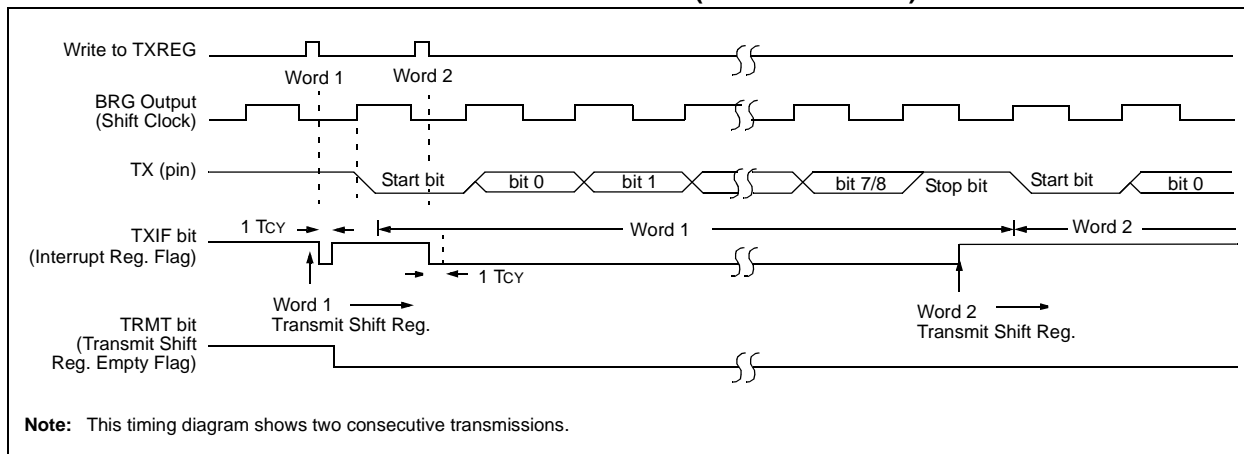 Write to TXREG
Word 1
Word 2
BRG Output
(Shift Clock)
TX (pin)
Start bit
bit 0
bit 1
bit 7/8
Stop bit
Start bit
bit 0
1 TCY
Word 1
Word 2
TXIF bit
(Interrupt Reg. Flag)
1 TCY
Word 1
Transmit Shift Reg.
Word 2
Transmit Shift Reg.
TRMT bit
(Transmit Shift
Reg. Empty Flag)
Note: This timing diagram shows two consecutive transmissions.